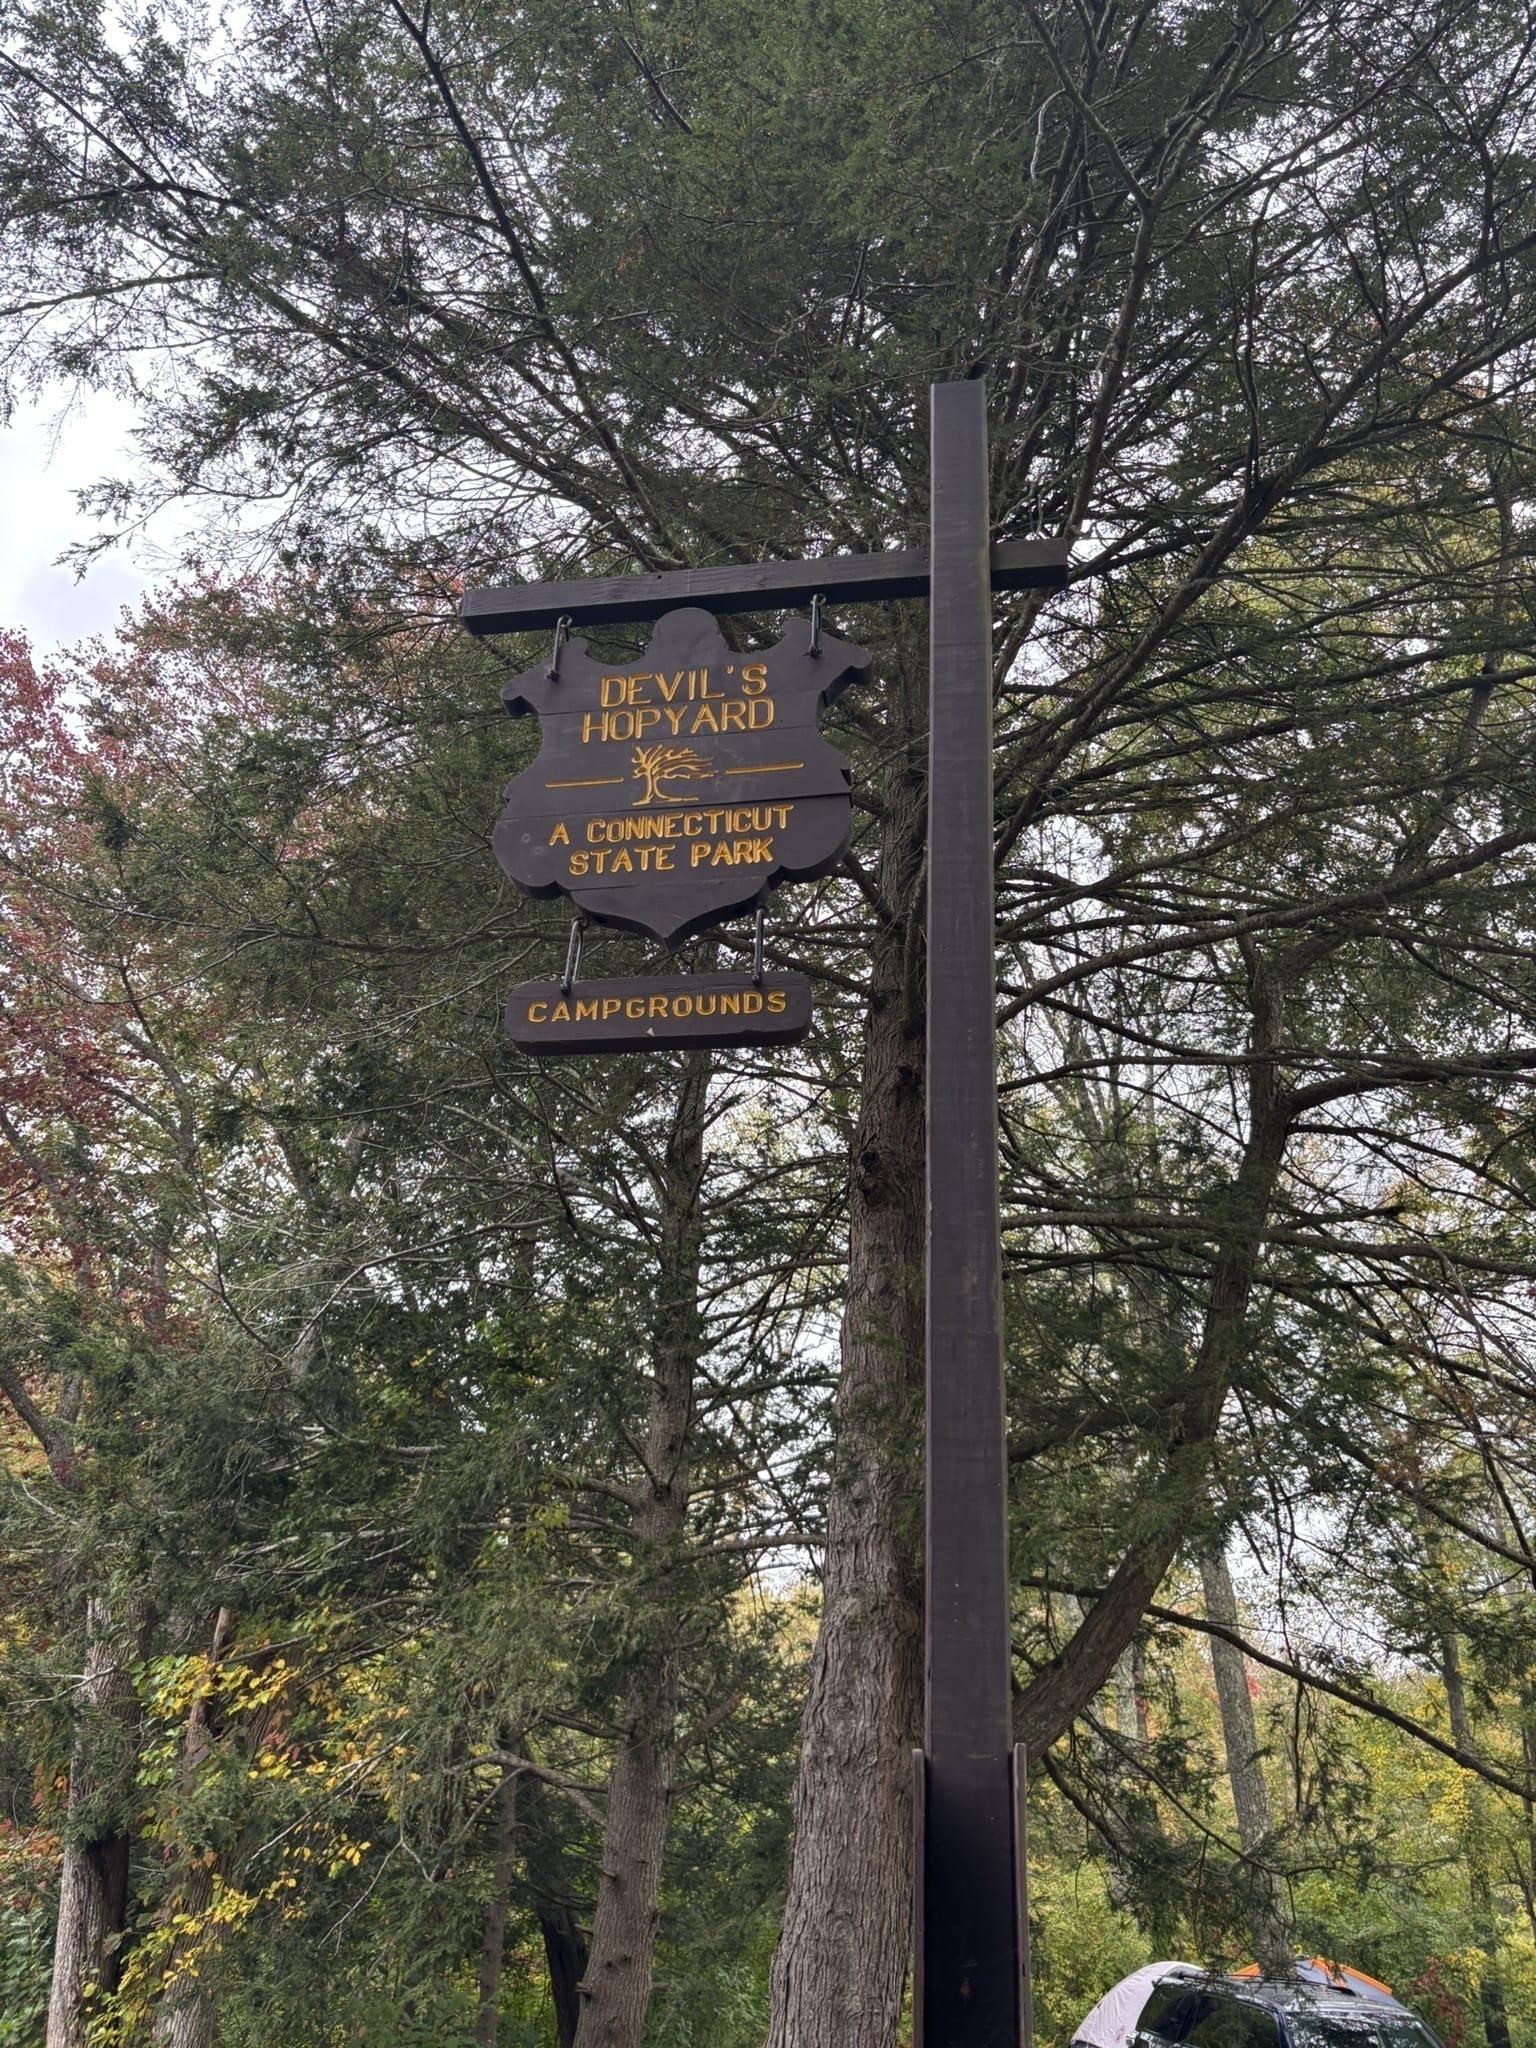 DEVIL'S
HOPYARD
A CONNECTICUT
STATE PARK
CAMPGROUNDS